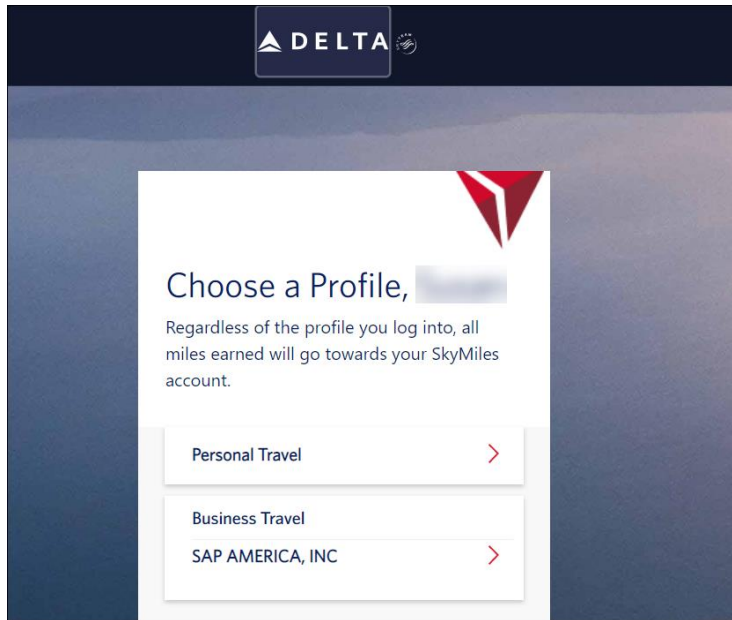 DELTA
Choose a Profile,
Regardless of the profile you log into, all
miles earned will go towards your SkyMiles
account.
Personal Travel
Business Travel
SAP AMERICA, INC